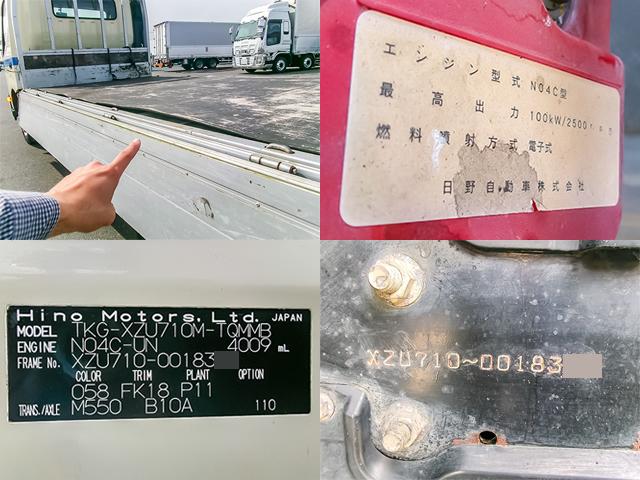 エンジン型式 N04C型
最高出力 100kW/2500r.p.m
燃料噴射方式 電子式
日野自動車株式会社
Hino Motors, Ltd. JAPAN
MODEL TKG-XZU710M-TQMMB
ENGINE N04C-UN 4009 mL
FRAME No. XZU710-00183
COLOR TRIM PLANT OPTION
058 FK18 P11
TRANS./AXLE M550 B10A 110
XZU710~00183